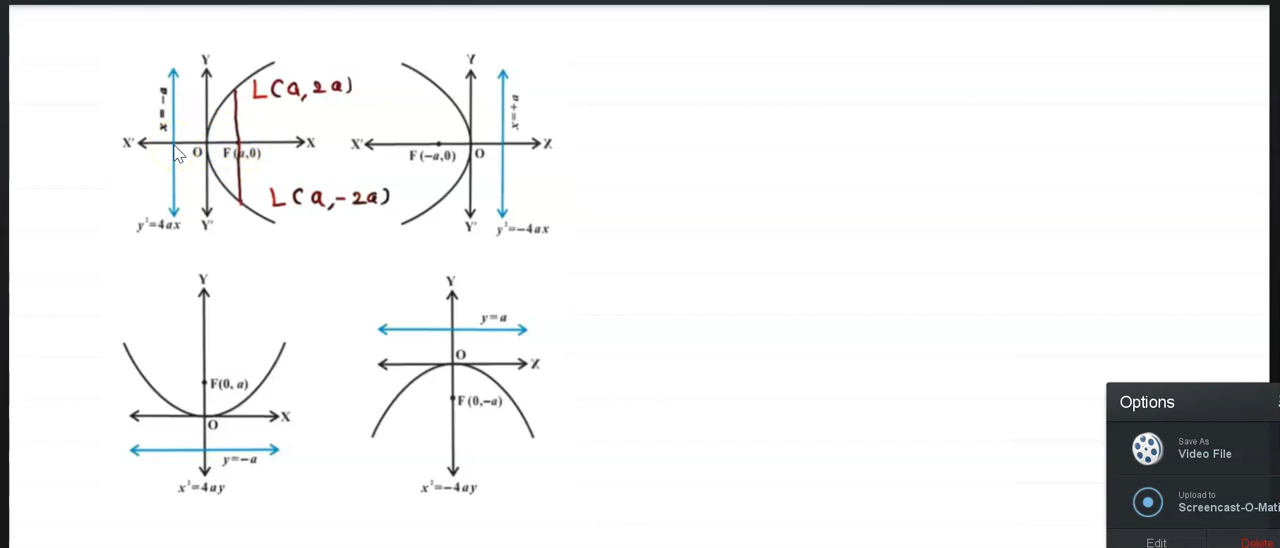 Y
L(a, 2a)
x = -a
X'
O
F(a,0)
X
L(a, -2a)
y²=4ax
Y'
Y
x=+a
X'
F(-a,0)
O
X
Y'
y²=-4ax
Y
F(0, a)
X
O
y=-a
x²=4ay
Y
y=a
O
X
F(0,-a)
x²=-4ay
Options
Save As
Video File
Upload to
Screencast-O-Mati
Edit
Delete